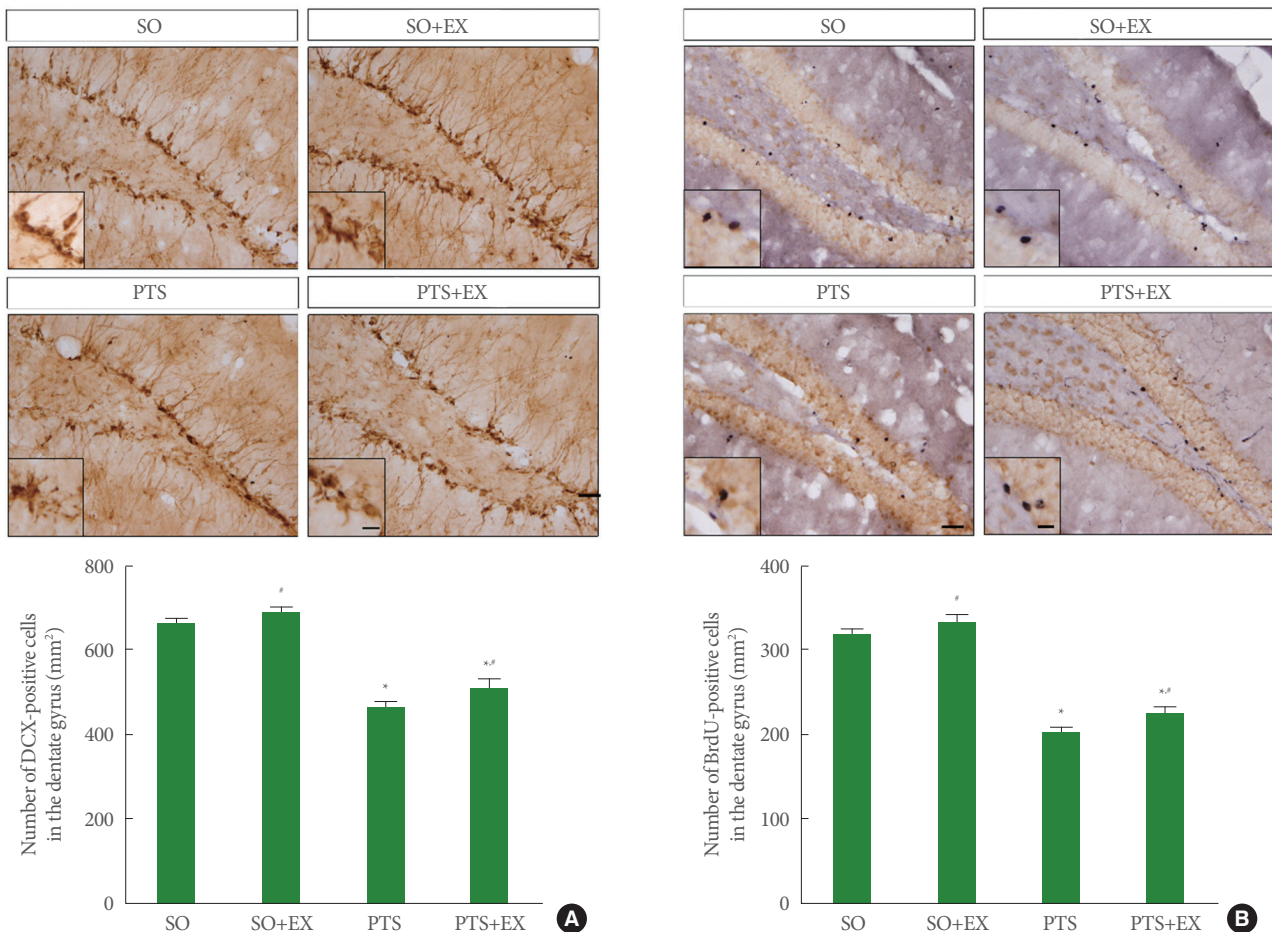 SO
SO+EX
PTS
PTS+EX
800
600
400
200
0
Number of DCX-positive cells
in the dentate gyrus (mm²)
#
*
*,#
SO
SO+EX
PTS
PTS+EX
A
SO
SO+EX
PTS
PTS+EX
400
300
200
100
0
Number of BrdU-positive cells
in the dentate gyrus (mm²)
#
*
*,#
SO
SO+EX
PTS
PTS+EX
B